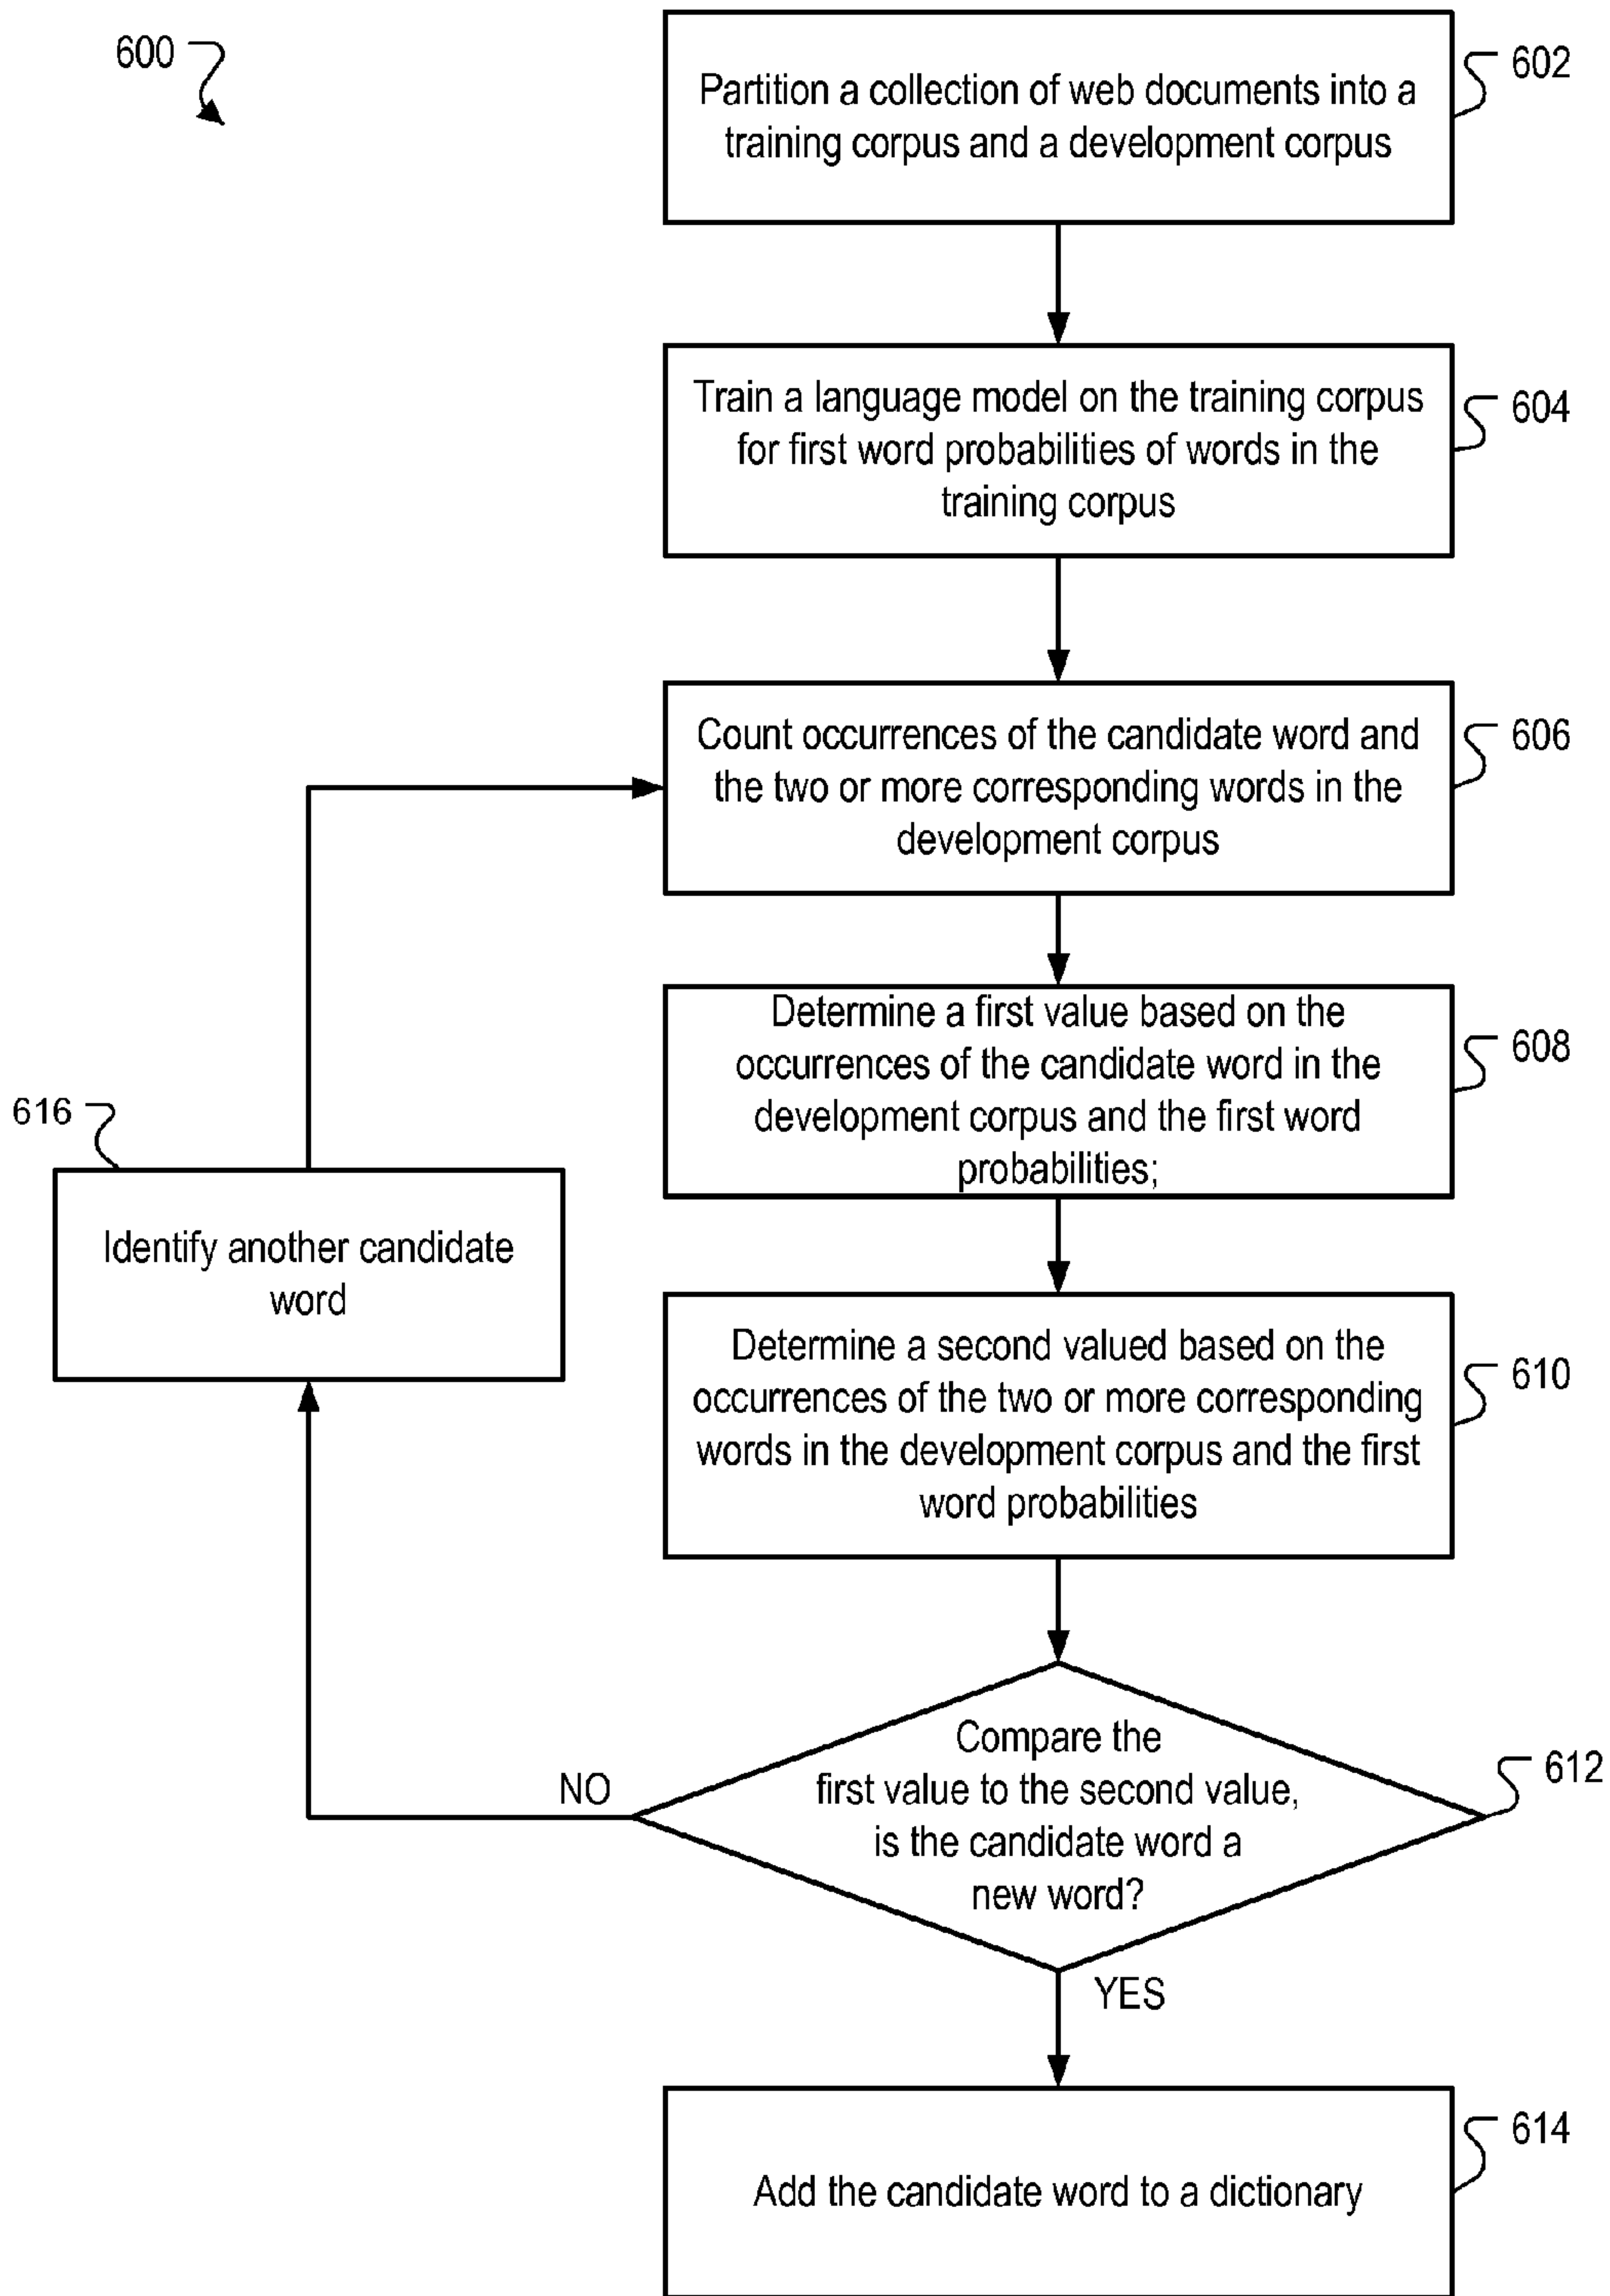 600
Partition a collection of web documents into a
training corpus and a development corpus
602
Train a language model on the training corpus
for first word probabilities of words in the
training corpus
604
Count occurrences of the candidate word and
the two or more corresponding words in the
development corpus
606
Determine a first value based on the
occurrences of the candidate word in the
development corpus and the first word
probabilities;
608
616
Identify another candidate
word
Determine a second valued based on the
occurrences of the two or more corresponding
words in the development corpus and the first
word probabilities
610
Compare the
first value to the second value,
is the candidate word a
new word?
612
NO
YES
Add the candidate word to a dictionary
614